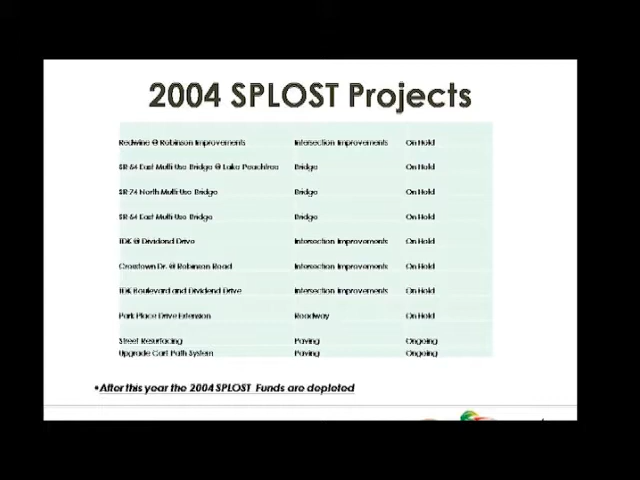 2004 SPLOST Projects
Redwine @ Robinson Improvements Intersection Improvements On Hold
SR 54 East Multi-Use Bridge @ Lake Peachtree Bridge On Hold
SR 74 North Multi-Use Bridge Bridge On Hold
SR 54 East Multi-Use Bridge Bridge On Hold
TDK @ Dividend Drive Intersection Improvements On Hold
Crosstown Dr. @ Robinson Road Intersection Improvements On Hold
TDK Boulevard and Dividend Drive Intersection Improvements On Hold
Park Place Drive Extension Roadway On Hold
Street Resurfacing Paving Ongoing
Upgrade Cart Path System Paving Ongoing
•After this year the 2004 SPLOST Funds are depleted